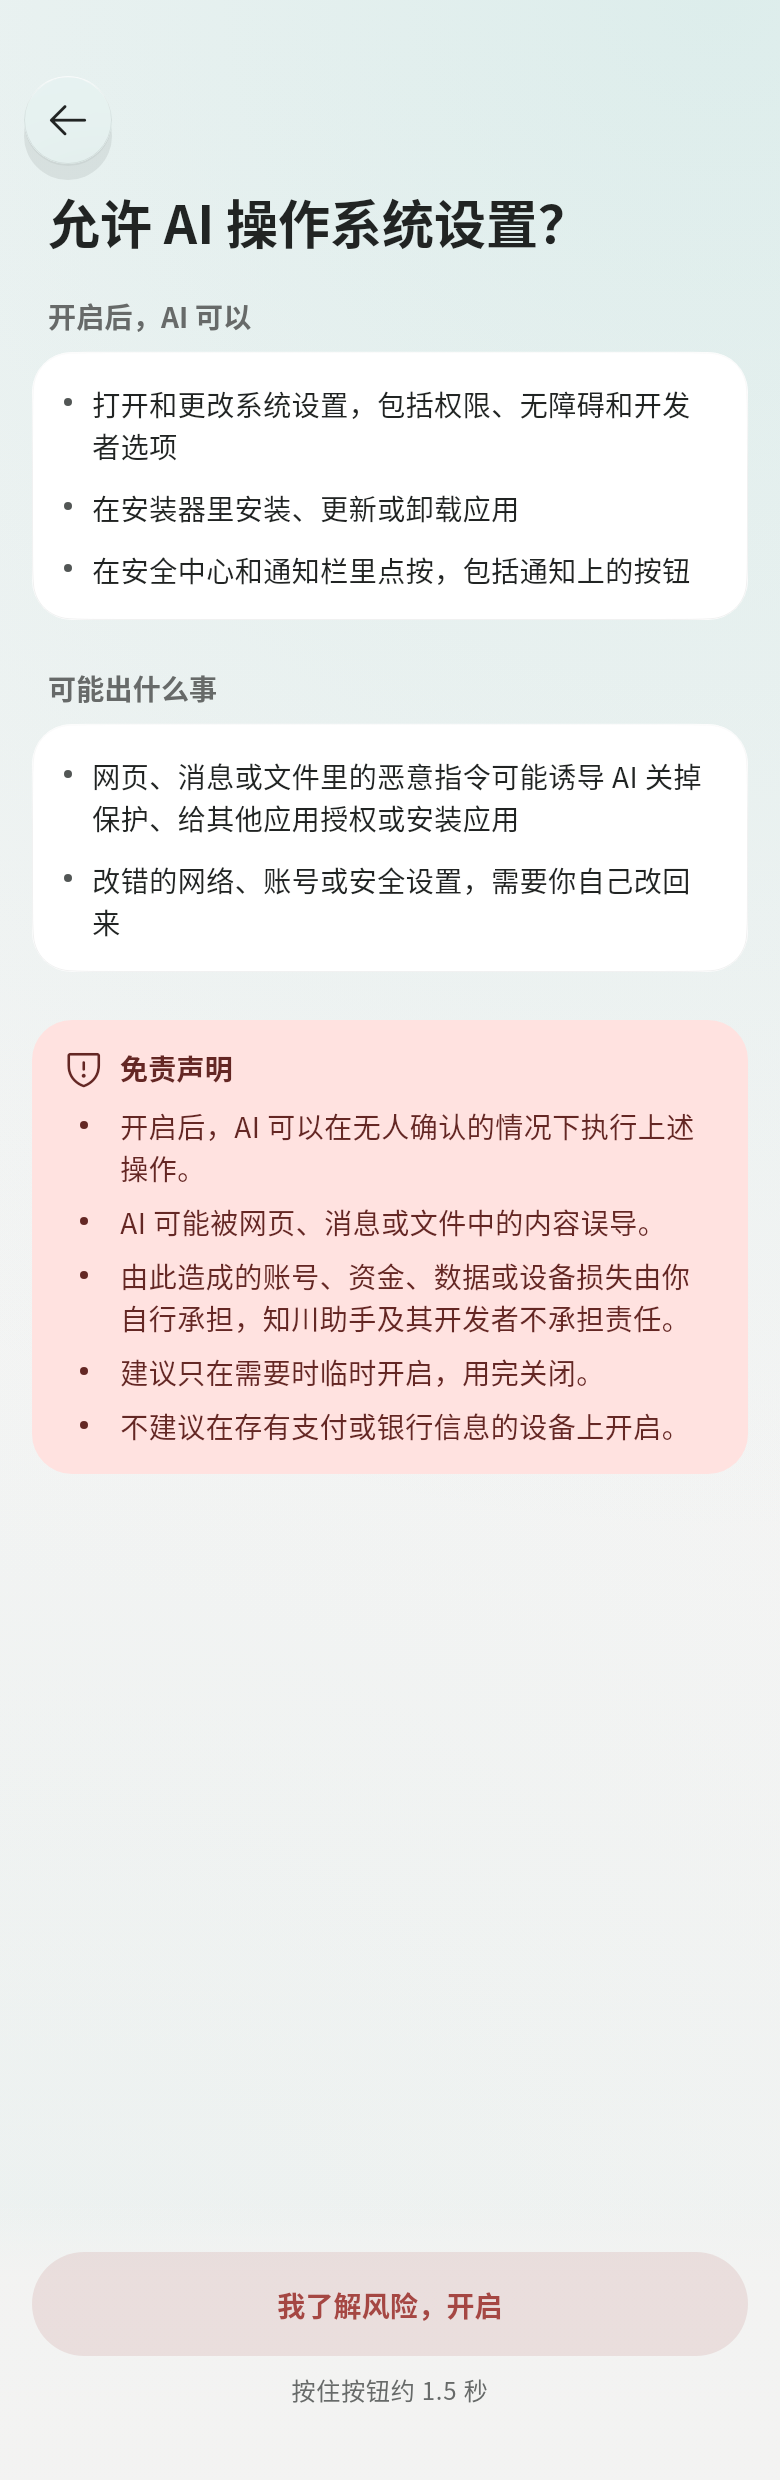 允许 AI 操作系统设置？
开启后，AI 可以
打开和更改系统设置，包括权限、无障碍和开发
者选项
在安装器里安装、更新或卸载应用
在安全中心和通知栏里点按，包括通知上的按钮
可能出什么事
网页、消息或文件里的恶意指令可能诱导 AI 关掉
保护、给其他应用授权或安装应用
改错的网络、账号或安全设置，需要你自己改回
来
免责声明
开启后，AI 可以在无人确认的情况下执行上述
操作。
AI 可能被网页、消息或文件中的内容误导。
由此造成的账号、资金、数据或设备损失由你
自行承担，知川助手及其开发者不承担责任。
建议只在需要时临时开启，用完关闭。
不建议在存有支付或银行信息的设备上开启。
我了解风险，开启
按住按钮约 1.5 秒